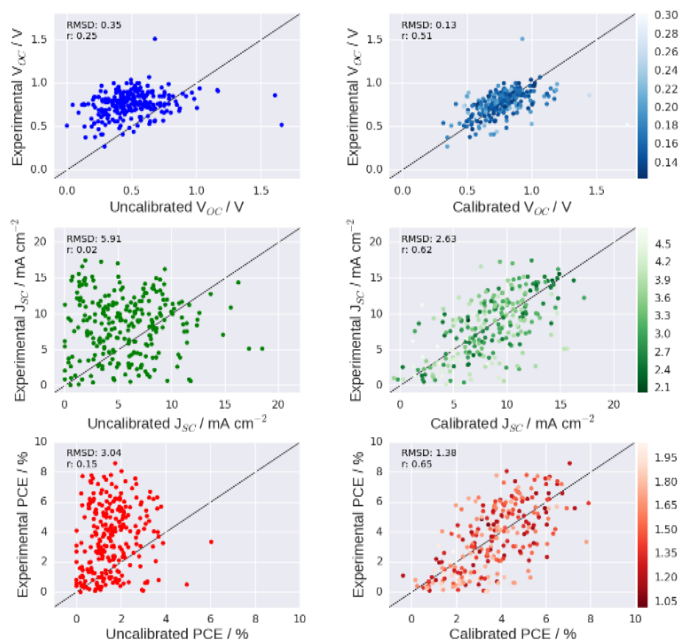 RMSD: 0.35
r: 0.25
1.5
1.0
0.5
0.0
Experimental V_OC / V
0.0 0.5 1.0 1.5
Uncalibrated V_OC / V
RMSD: 0.13
r: 0.51
1.5
1.0
0.5
0.0
Experimental V_OC / V
0.0 0.5 1.0 1.5
Calibrated V_OC / V
0.30
0.28
0.26
0.24
0.22
0.20
0.18
0.16
0.14
RMSD: 5.91
r: 0.02
20
15
10
5
0
Experimental J_SC / mA cm⁻²
0 5 10 15 20
Uncalibrated J_SC / mA cm⁻²
RMSD: 2.63
r: 0.62
20
15
10
5
0
Experimental J_SC / mA cm⁻²
0 5 10 15 20
Calibrated J_SC / mA cm⁻²
4.5
4.2
3.9
3.6
3.3
3.0
2.7
2.4
2.1
RMSD: 3.04
r: 0.15
10
8
6
4
2
0
Experimental PCE / %
0 2 4 6 8 10
Uncalibrated PCE / %
RMSD: 1.38
r: 0.65
10
8
6
4
2
0
Experimental PCE / %
0 2 4 6 8 10
Calibrated PCE / %
1.95
1.80
1.65
1.50
1.35
1.20
1.05